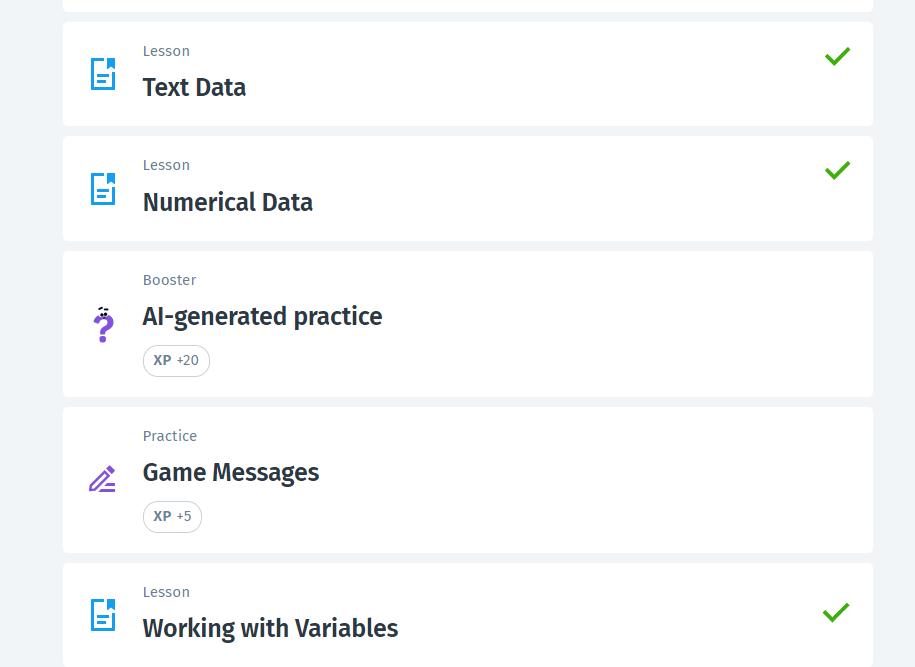 Lesson
Text Data
Lesson
Numerical Data
Booster
AI-generated practice
XP +20
Practice
Game Messages
XP +5
Lesson
Working with Variables